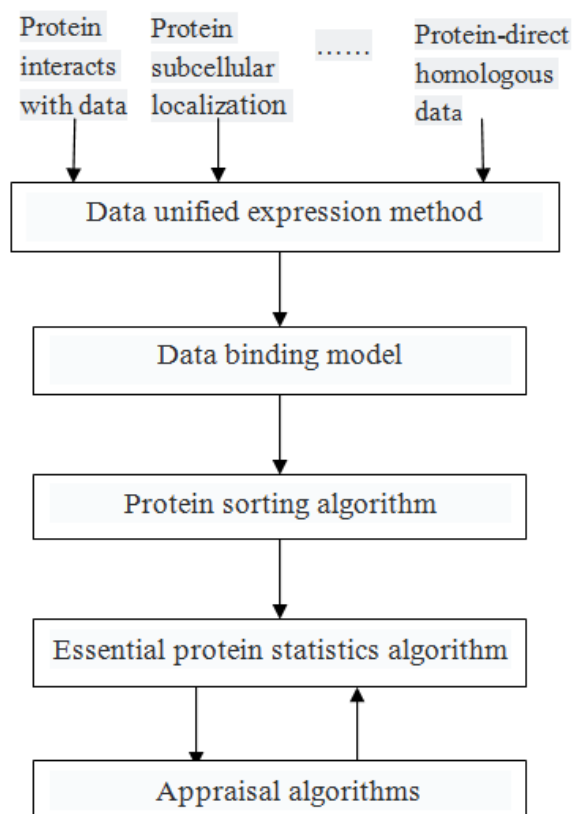 Protein
interacts
with data
Protein
subcellular
localization
……
Protein-direct
homologous
data
Data unified expression method
Data binding model
Protein sorting algorithm
Essential protein statistics algorithm
Appraisal algorithms